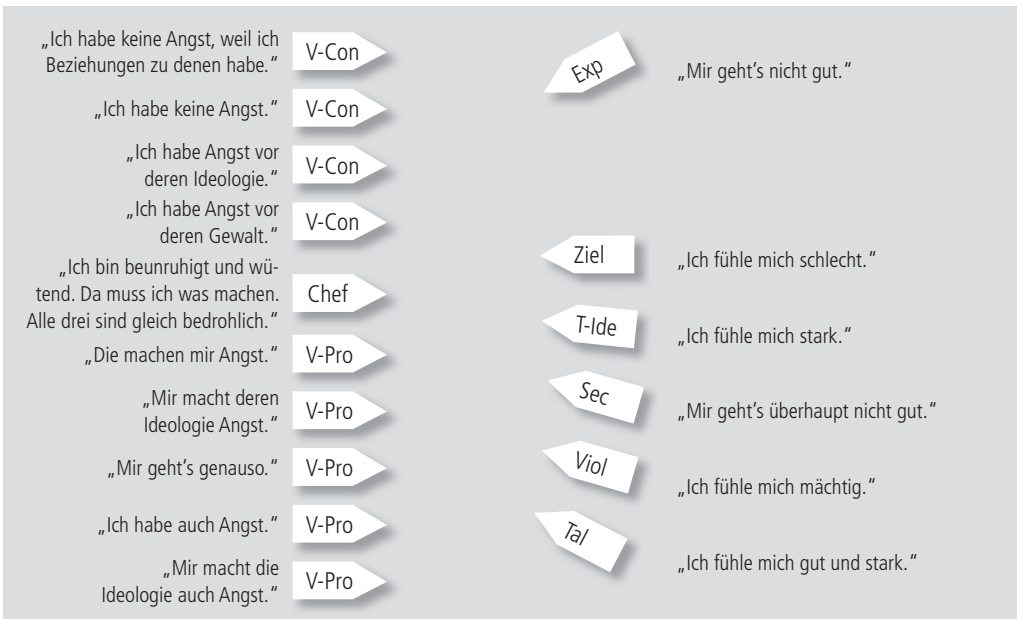 „Ich habe keine Angst, weil ich
Beziehungen zu denen habe.“
V-Con
„Ich habe keine Angst.“
V-Con
„Ich habe Angst vor
deren Ideologie.“
V-Con
„Ich habe Angst vor
deren Gewalt.“
V-Con
„Ich bin beunruhigt und wü-
tend. Da muss ich was machen.
Alle drei sind gleich bedrohlich.“
Chef
„Die machen mir Angst.“
V-Pro
„Mir macht deren
Ideologie Angst.“
V-Pro
„Mir geht’s genauso.“
V-Pro
„Ich habe auch Angst.“
V-Pro
„Mir macht die
Ideologie auch Angst.“
V-Pro
Exp
„Mir geht’s nicht gut.“
Ziel
„Ich fühle mich schlecht.“
T-Ide
„Ich fühle mich stark.“
Sec
„Mir geht’s überhaupt nicht gut.“
Viol
„Ich fühle mich mächtig.“
Tal
„Ich fühle mich gut und stark.“